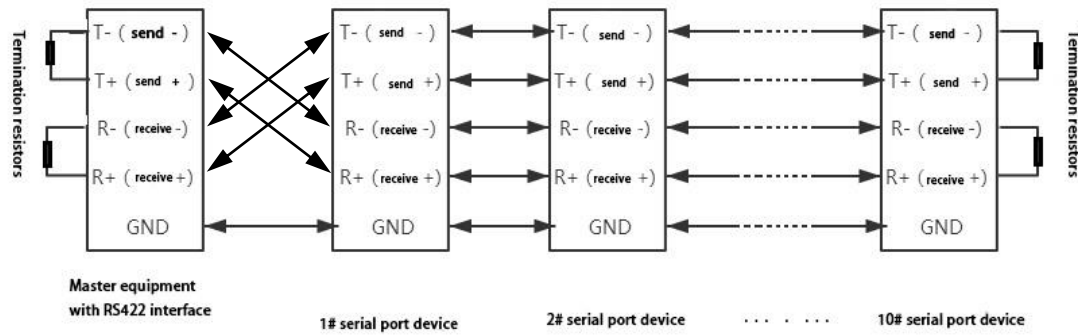 Termination resistors
T- ( send - )
T+ ( send + )
R- ( receive - )
R+ ( receive + )
GND
Master equipment
with RS422 interface
T- ( send - )
T+ ( send + )
R- ( receive - )
R+ ( receive + )
GND
1# serial port device
T- ( send - )
T+ ( send + )
R- ( receive - )
R+ ( receive + )
GND
2# serial port device
... . ...
T- ( send - )
T+ ( send + )
R- ( receive - )
R+ ( receive + )
GND
10# serial port device
Termination resistors